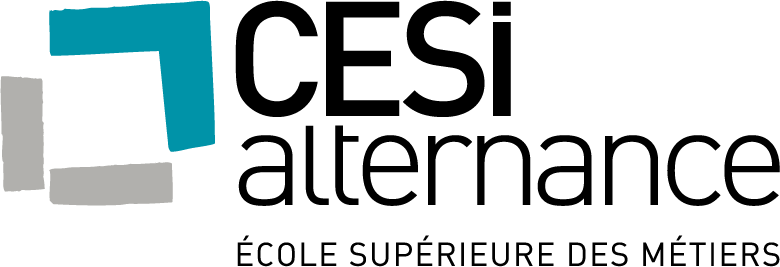 CESi
alternance
ÉCOLE SUPÉRIEURE DES MÉTIERS